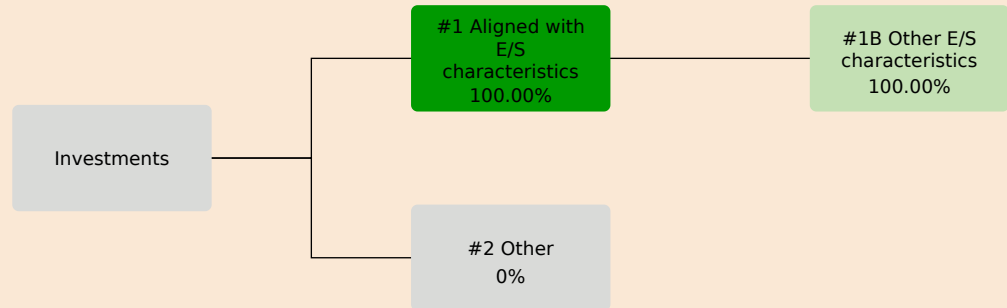 #1 Aligned with
E/S
characteristics
100.00%
#1B Other E/S
characteristics
100.00%
Investments
#2 Other
0%